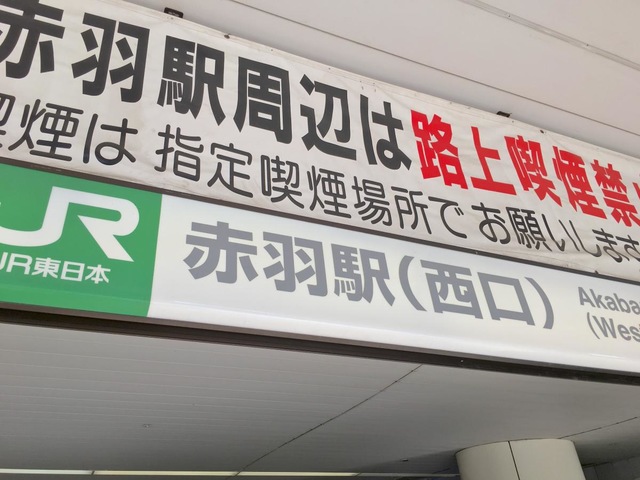 赤羽駅周辺は路上喫煙禁
喫煙は 指定喫煙場所で お願いします
JR
JR東日本
赤羽駅(西口)
Akaba
(Wes